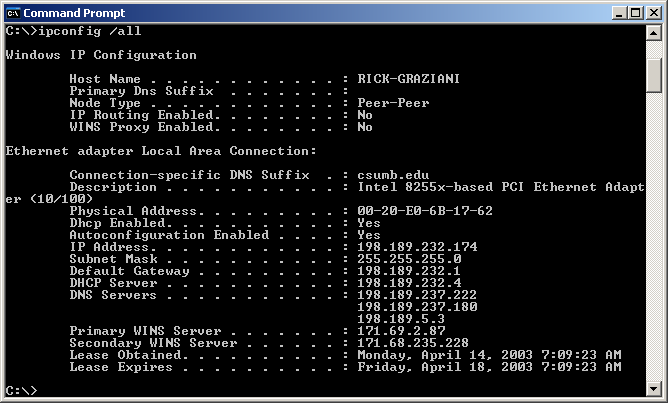 Command Prompt
C:\>ipconfig /all
Windows IP Configuration
Host Name . . . . . . . . . . . . : RICK-GRAZIANI
Primary Dns Suffix . . . . . . . :
Node Type . . . . . . . . . . . . : Peer-Peer
IP Routing Enabled. . . . . . . . : No
WINS Proxy Enabled. . . . . . . . : No
Ethernet adapter Local Area Connection:
Connection-specific DNS Suffix . : csumb.edu
Description . . . . . . . . . . . : Intel 8255x-based PCI Ethernet Adapt
er (10/100)
Physical Address. . . . . . . . . : 00-20-E0-6B-17-62
Dhcp Enabled. . . . . . . . . . . : Yes
Autoconfiguration Enabled . . . . : Yes
IP Address. . . . . . . . . . . . : 198.189.232.174
Subnet Mask . . . . . . . . . . . : 255.255.255.0
Default Gateway . . . . . . . . . : 198.189.232.1
DHCP Server . . . . . . . . . . . : 198.189.232.4
DNS Servers . . . . . . . . . . . : 198.189.237.222
198.189.237.180
198.189.5.3
Primary WINS Server . . . . . . . : 171.69.2.87
Secondary WINS Server . . . . . . : 171.68.235.228
Lease Obtained. . . . . . . . . . : Monday, April 14, 2003 7:09:23 AM
Lease Expires . . . . . . . . . . : Friday, April 18, 2003 7:09:23 AM
C:\>